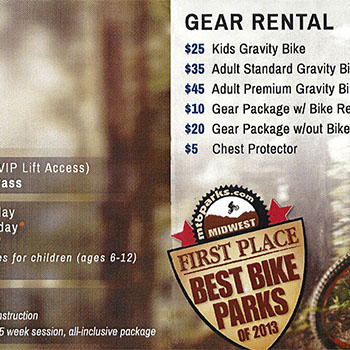 GEAR RENTAL
$25 Kids Gravity Bike
$35 Adult Standard Gravity Bi
$45 Adult Premium Gravity Bi
$10 Gear Package w/ Bike Re
$20 Gear Package w/out Bike
$5 Chest Protector
VIP Lift Access)
ass
ay
day*
es for children (ages 6-12)
nstruction
5 week session, all-inclusive package
mtbparks.com
MIDWEST
FIRST PLACE
BEST BIKE
PARKS
OF 2013